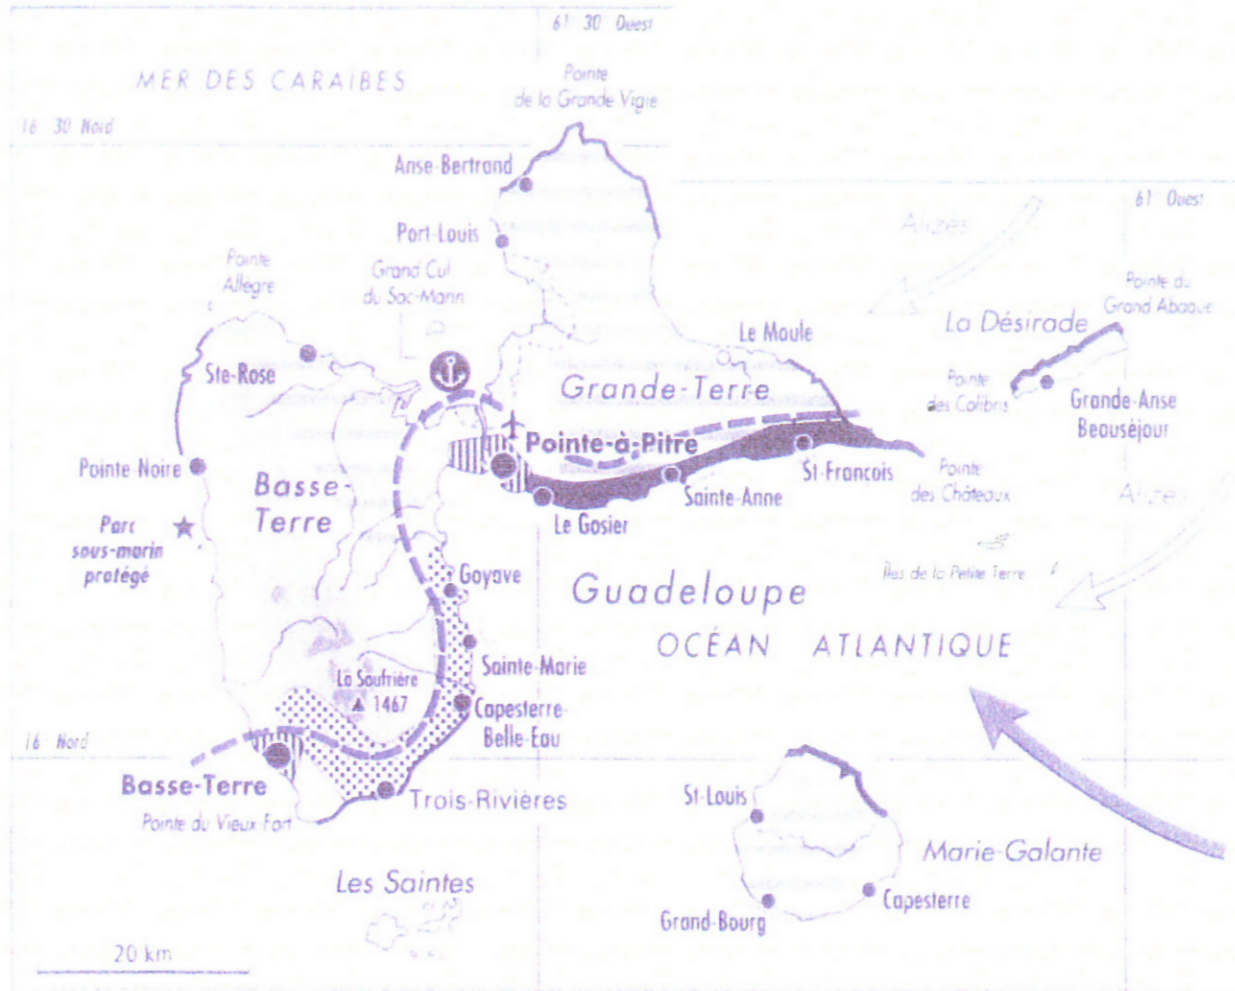 61° 30' Ouest
MER DES CARAIBES
Pointe
de la Grande Vigie
16° 30' Nord
Anse-Bertrand
61° Ouest
Alizés
Port-Louis
Pointe
Allègre
Grand Cul
du Sac-Marin
Pointe du
Grand Abaque
La Désirade
Le Moule
Ste-Rose
Grande-Terre
Pointe
des Colibris
Grande-Anse
Beauséjour
Pointe-à-Pitre
Pointe Noire
St-Francois
Pointe
des Châteaux
Basse-
Terre
Sainte-Anne
Alizés
Le Gosier
Parc
sous-marin
protégé
Îles de la Petite Terre
Goyave
Guadeloupe
OCÉAN ATLANTIQUE
Sainte-Marie
La Soufrière
1467
Capesterre-
Belle-Eau
16° Nord
Basse-Terre
Trois-Rivières
Pointe du Vieux Fort
St-Louis
Marie-Galante
Les Saintes
Capesterre
Grand-Bourg
20 km